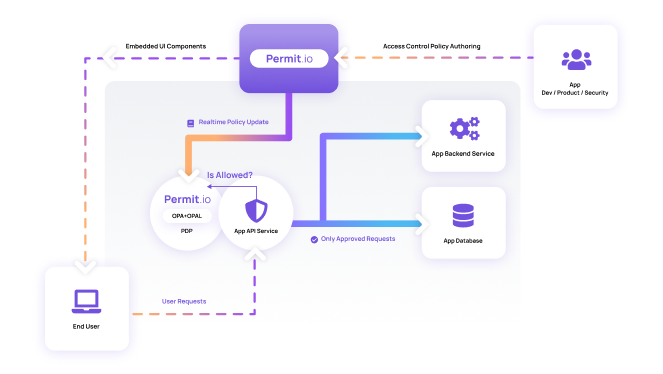 Embedded UI Components
Permit.io
Access Control Policy Authoring
App
Dev / Product / Security
Realtime Policy Update
App Backend Service
Is Allowed?
Permit.io
OPA+OPAL
PDP
App API Service
Only Approved Requests
App Database
User Requests
End User